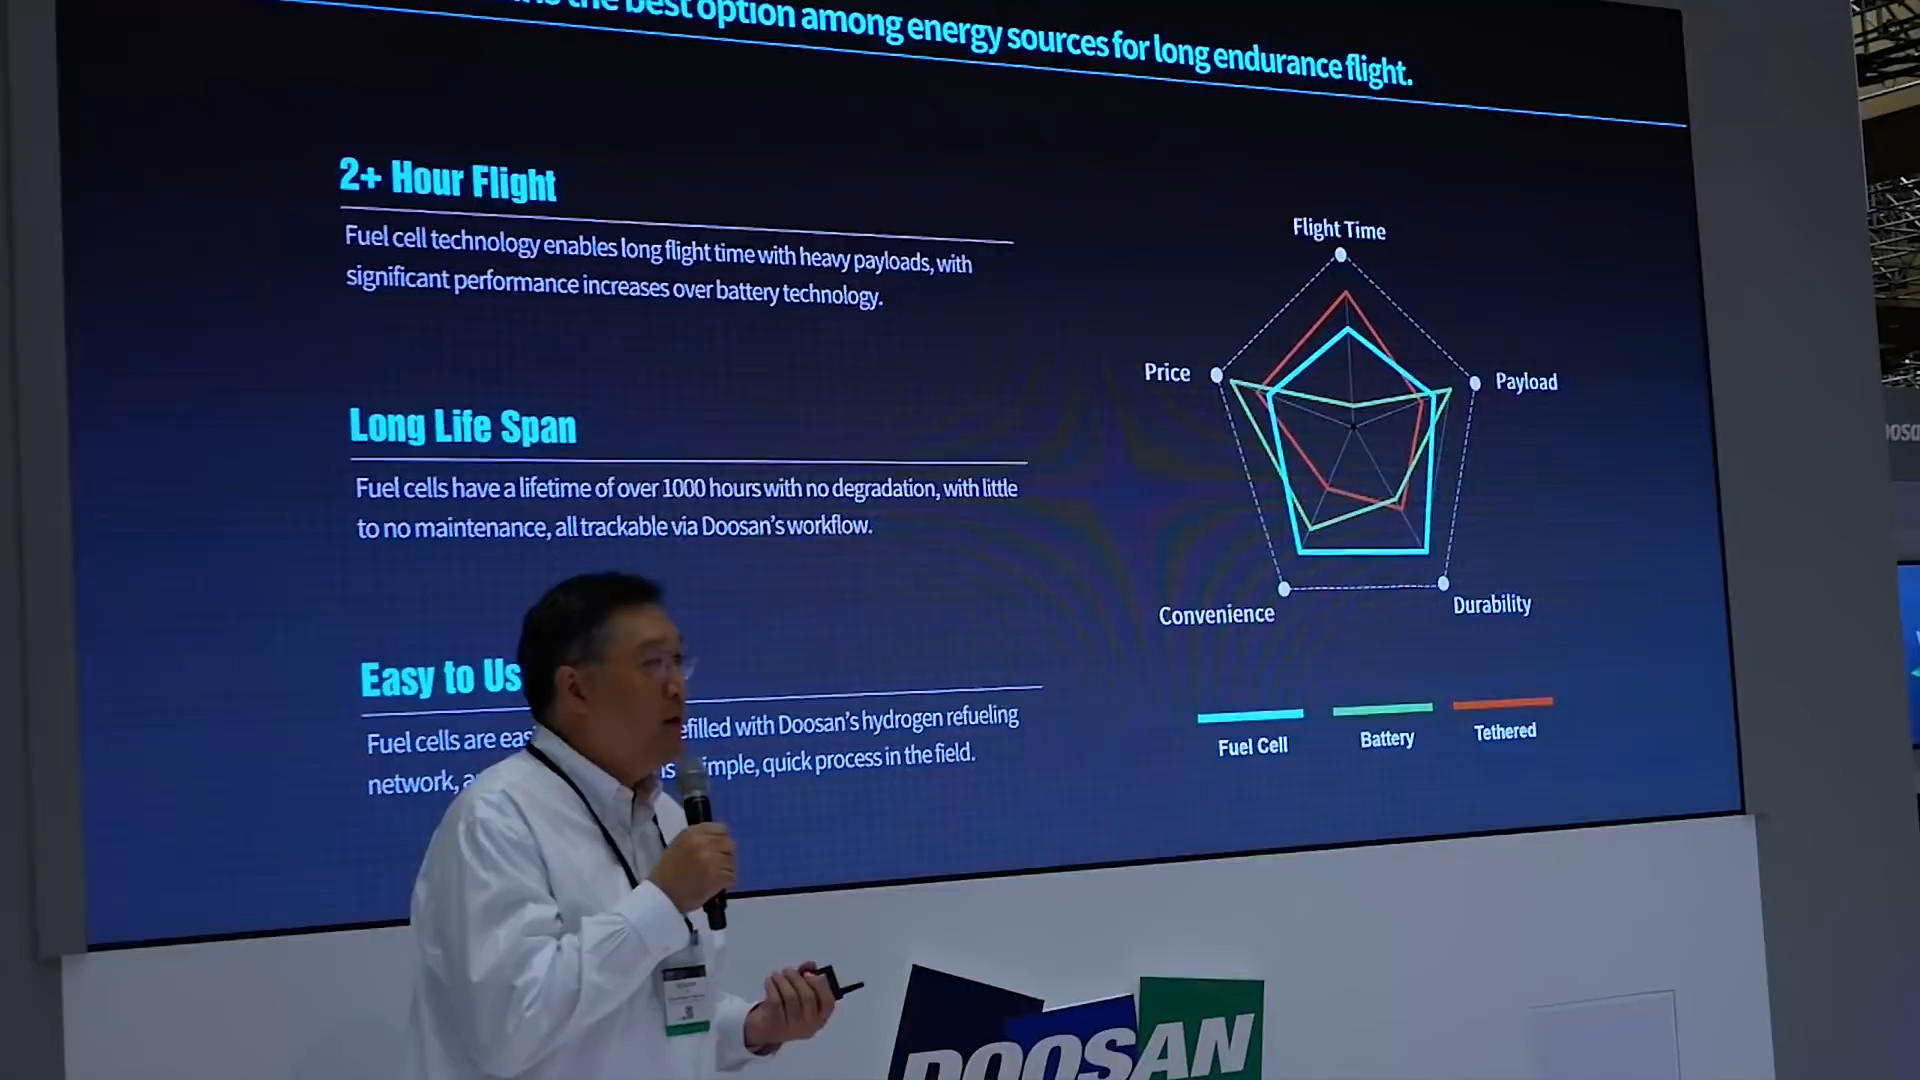 the best option among energy sources for long endurance flight.
2+ Hour Flight
Fuel cell technology enables long flight time with heavy payloads, with
significant performance increases over battery technology.
Long Life Span
Fuel cells have a lifetime of over 1000 hours with no degradation, with little
to no maintenance, all trackable via Doosan's workflow.
Easy to Us
Fuel cells are eas efilled with Doosan's hydrogen refueling
network, a imple, quick process in the field.
Flight Time
Price
Payload
Convenience
Durability
Fuel Cell
Battery
Tethered
DOOSAN